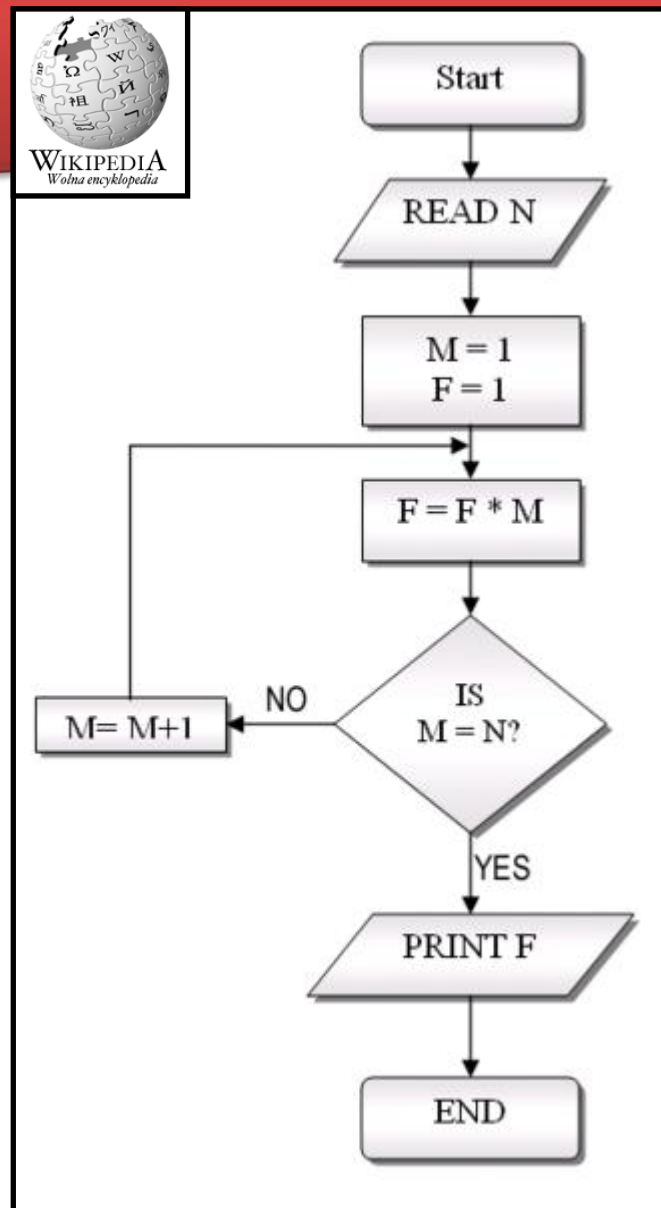 WIKIPEDIA
Wolna encyklopedia
Start
READ N
M = 1
F = 1
F = F * M
IS
M = N?
NO
M= M+1
YES
PRINT F
END